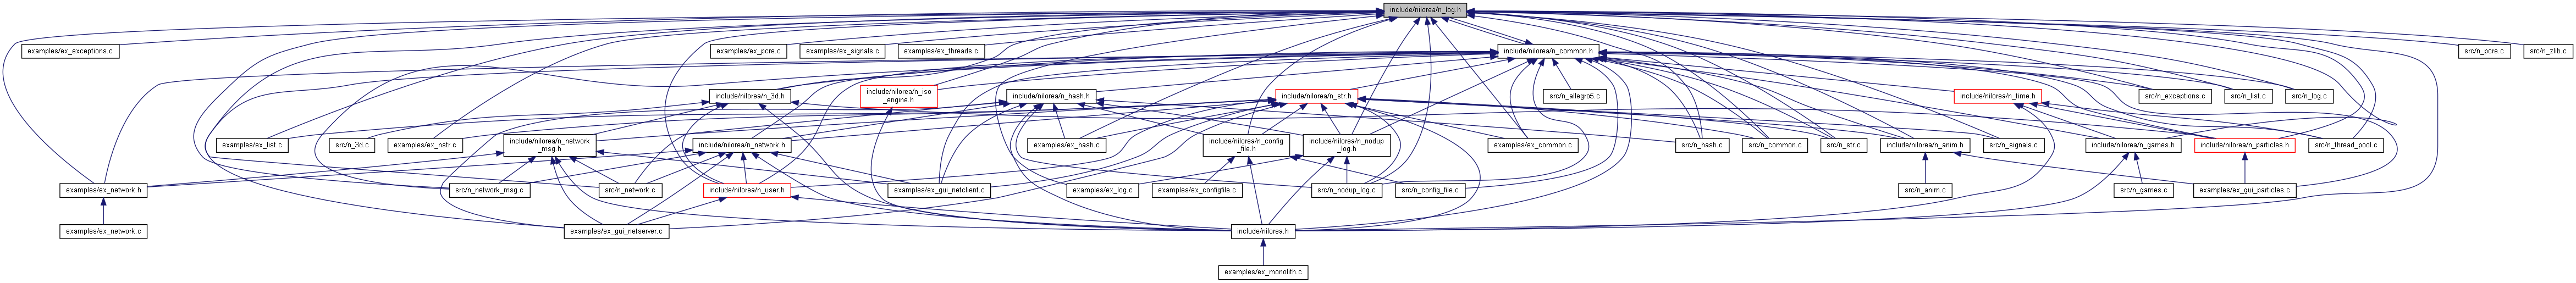 include/nilorea/n_log.h
examples/ex_exceptions.c
examples/ex_pcre.c
examples/ex_signals.c
examples/ex_threads.c
include/nilorea/n_common.h
src/n_pcre.c
src/n_zlib.c
include/nilorea/n_3d.h
include/nilorea/n_iso
_engine.h
include/nilorea/n_hash.h
include/nilorea/n_str.h
src/n_allegro5.c
include/nilorea/n_time.h
src/n_exceptions.c
src/n_list.c
src/n_log.c
examples/ex_list.c
src/n_3d.c
examples/ex_nstr.c
include/nilorea/n_network
_msg.h
include/nilorea/n_network.h
examples/ex_hash.c
include/nilorea/n_config
_file.h
include/nilorea/n_nodup
_log.h
examples/ex_common.c
src/n_hash.c
src/n_common.c
src/n_str.c
include/nilorea/n_anim.h
src/n_signals.c
include/nilorea/n_games.h
include/nilorea/n_particles.h
src/n_thread_pool.c
examples/ex_network.h
src/n_network_msg.c
src/n_network.c
include/nilorea/n_user.h
examples/ex_gui_netclient.c
examples/ex_log.c
examples/ex_configfile.c
src/n_nodup_log.c
src/n_config_file.c
src/n_anim.c
src/n_games.c
examples/ex_gui_particles.c
examples/ex_network.c
examples/ex_gui_netserver.c
include/nilorea.h
examples/ex_monolith.c